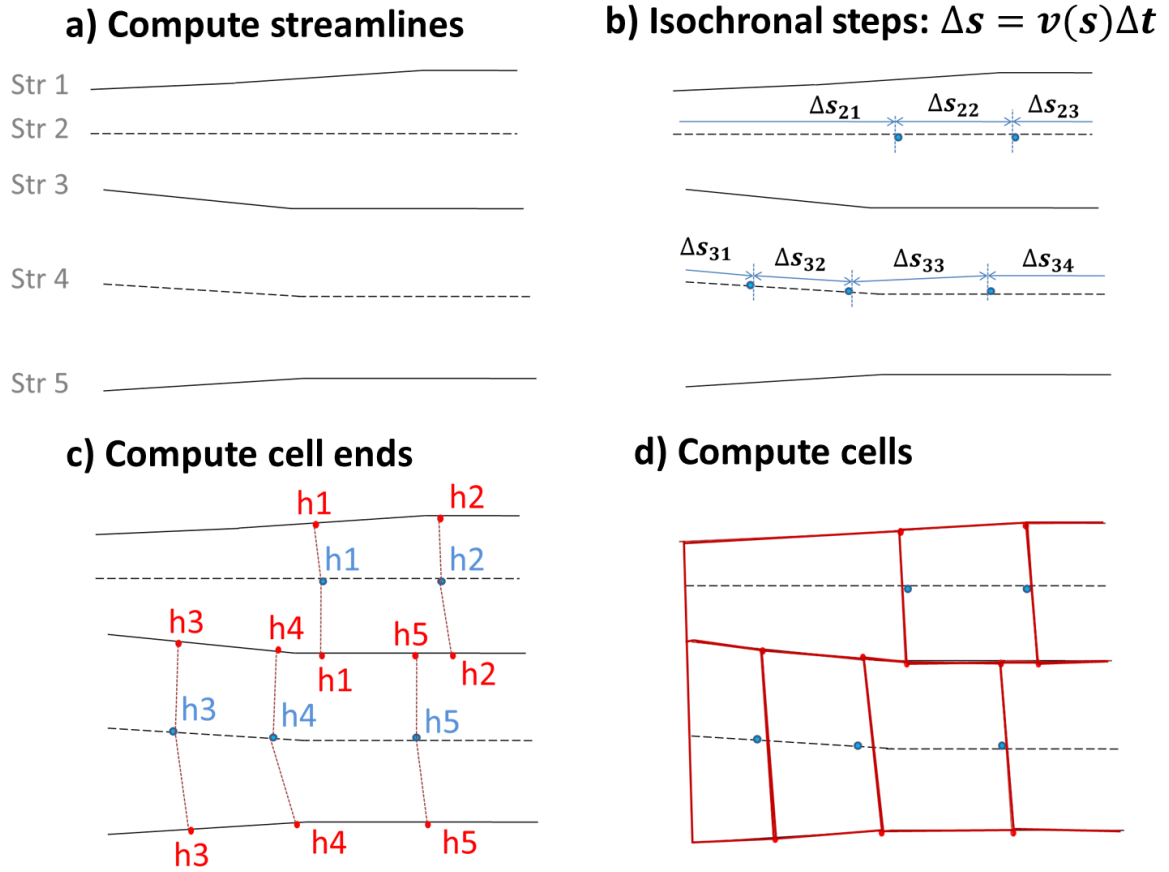 a) Compute streamlines
Str 1
Str 2
Str 3
Str 4
Str 5
b) Isochronal steps: Δs = v(s)Δt
Δs₂₁ Δs₂₂ Δs₂₃
Δs₃₁ Δs₃₂ Δs₃₃ Δs₃₄
c) Compute cell ends
h1 h2
h1 h2
h3 h4 h5
h1 h2
h3 h4 h5
h3 h4 h5
d) Compute cells